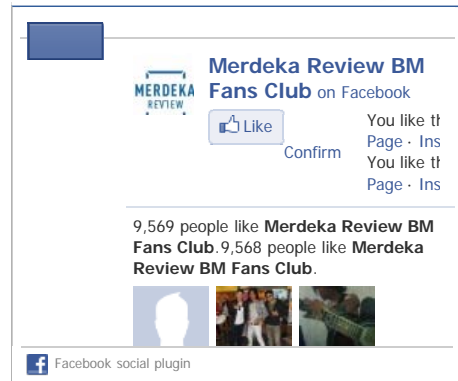 Merdeka Review BM
Fans Club on Facebook
MERDEKA
REVIEW
Like
Confirm
You like th
Page · Ins
You like th
Page · Ins
9,569 people like Merdeka Review BM
Fans Club.9,568 people like Merdeka
Review BM Fans Club.
Facebook social plugin